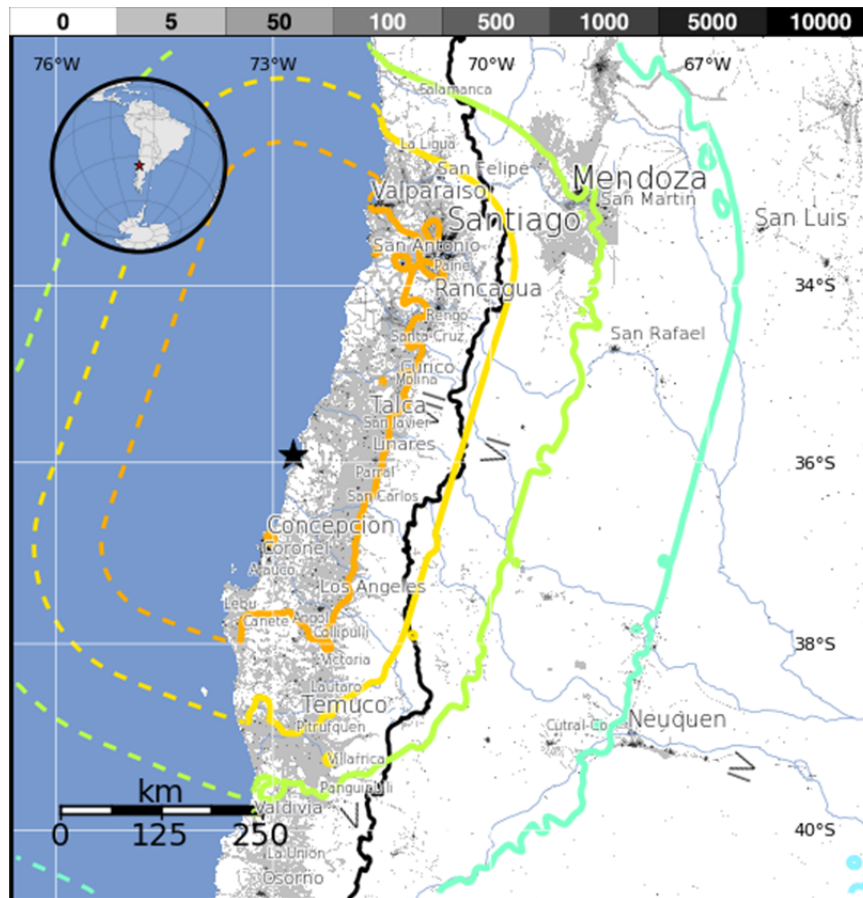 0 5 50 100 500 1000 5000 10000
76°W 73°W 70°W 67°W
Salamanca
La Ligua
San Felipe
Mendoza
Valparaiso
San Martin
Santiago
San Luis
San Antonio
Paine
34°S
Rancagua
Rengo
San Rafael
Santa Cruz
Curico
Molina
Talca
VII
San Javier
Linares
VI
36°S
Parral
San Carlos
Concepcion
Coronel
Arauco
Los Angeles
Lebu
Canete
Angol
Collipulli
38°S
Victoria
Lautaro
Temuco
Pitrufquen
Cutral-Co
Neuquen
Villarrica
IV
km
Panguipulli
Valdivia
V
0 125 250
40°S
La Union
Osorno